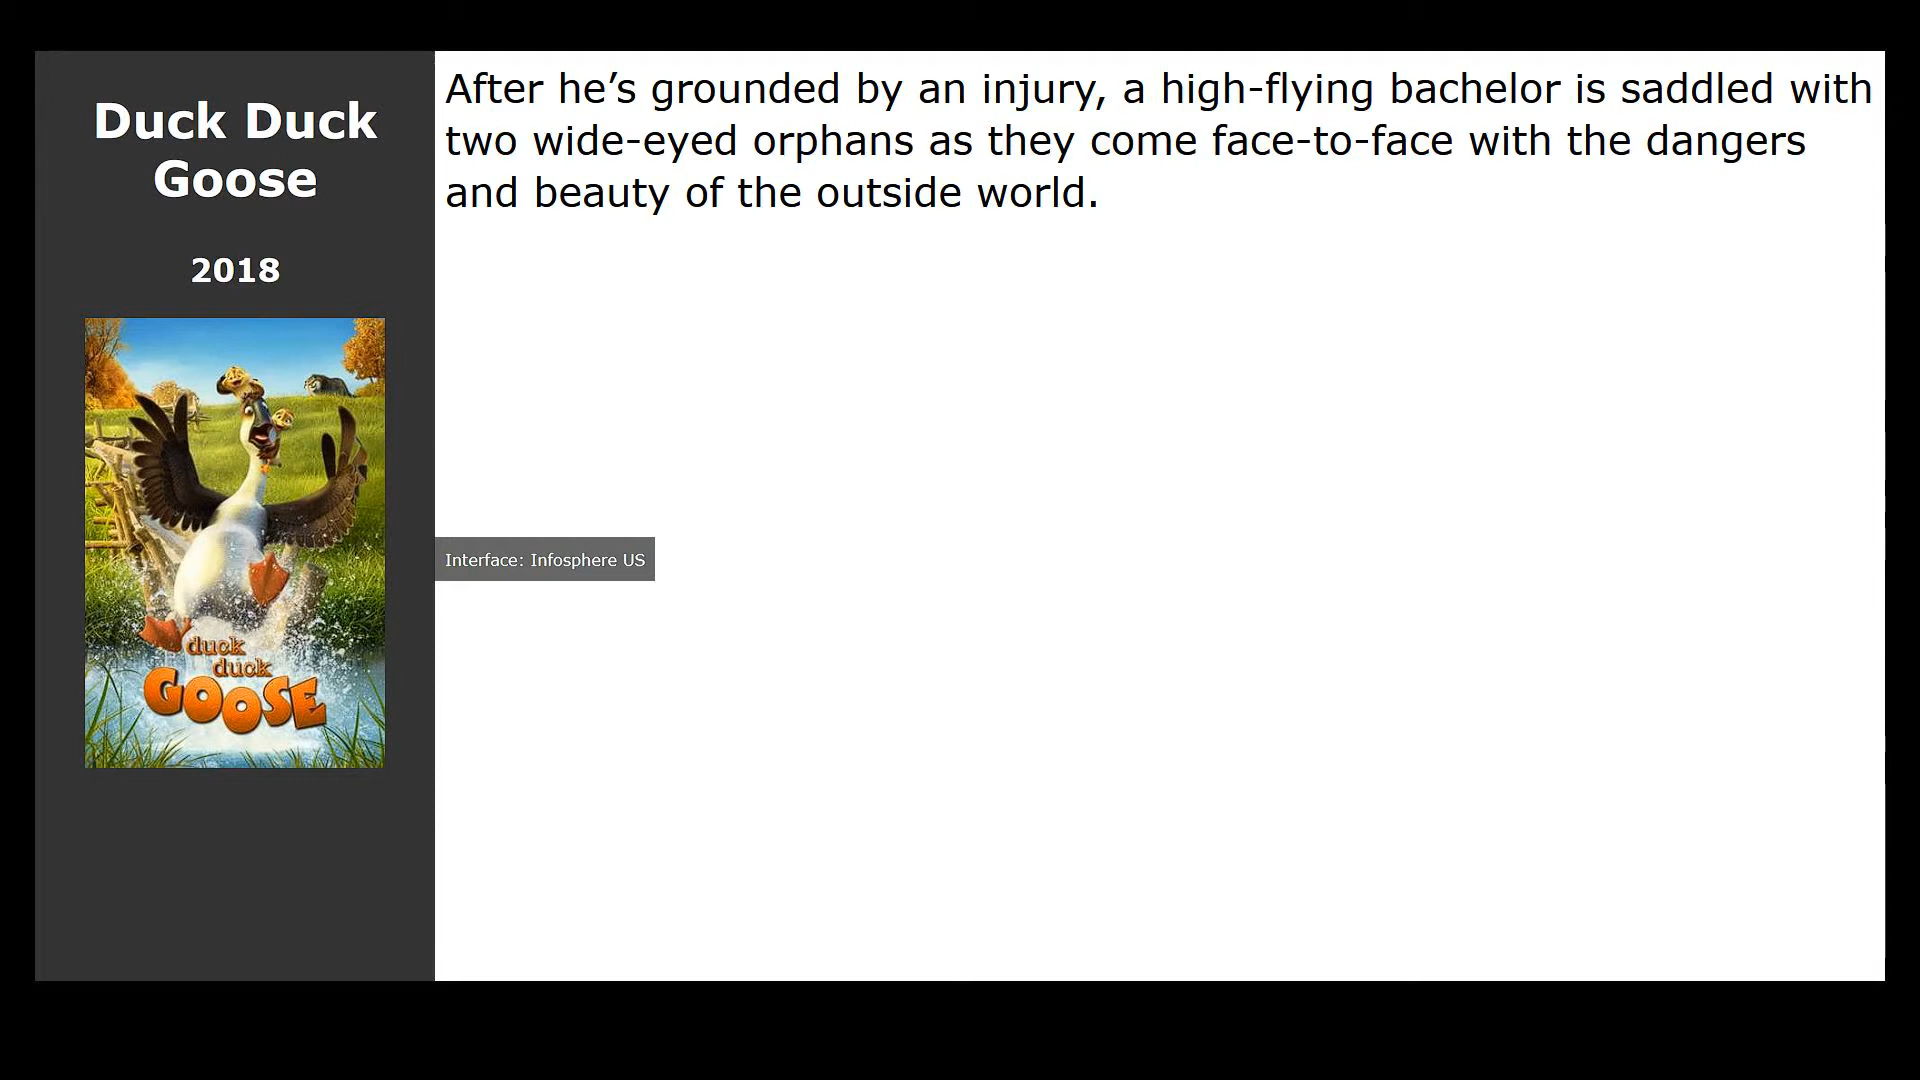 Duck Duck
Goose
2018
duck
duck
GOOSE
After he’s grounded by an injury, a high-flying bachelor is saddled with
two wide-eyed orphans as they come face-to-face with the dangers
and beauty of the outside world.
Interface: Infosphere US